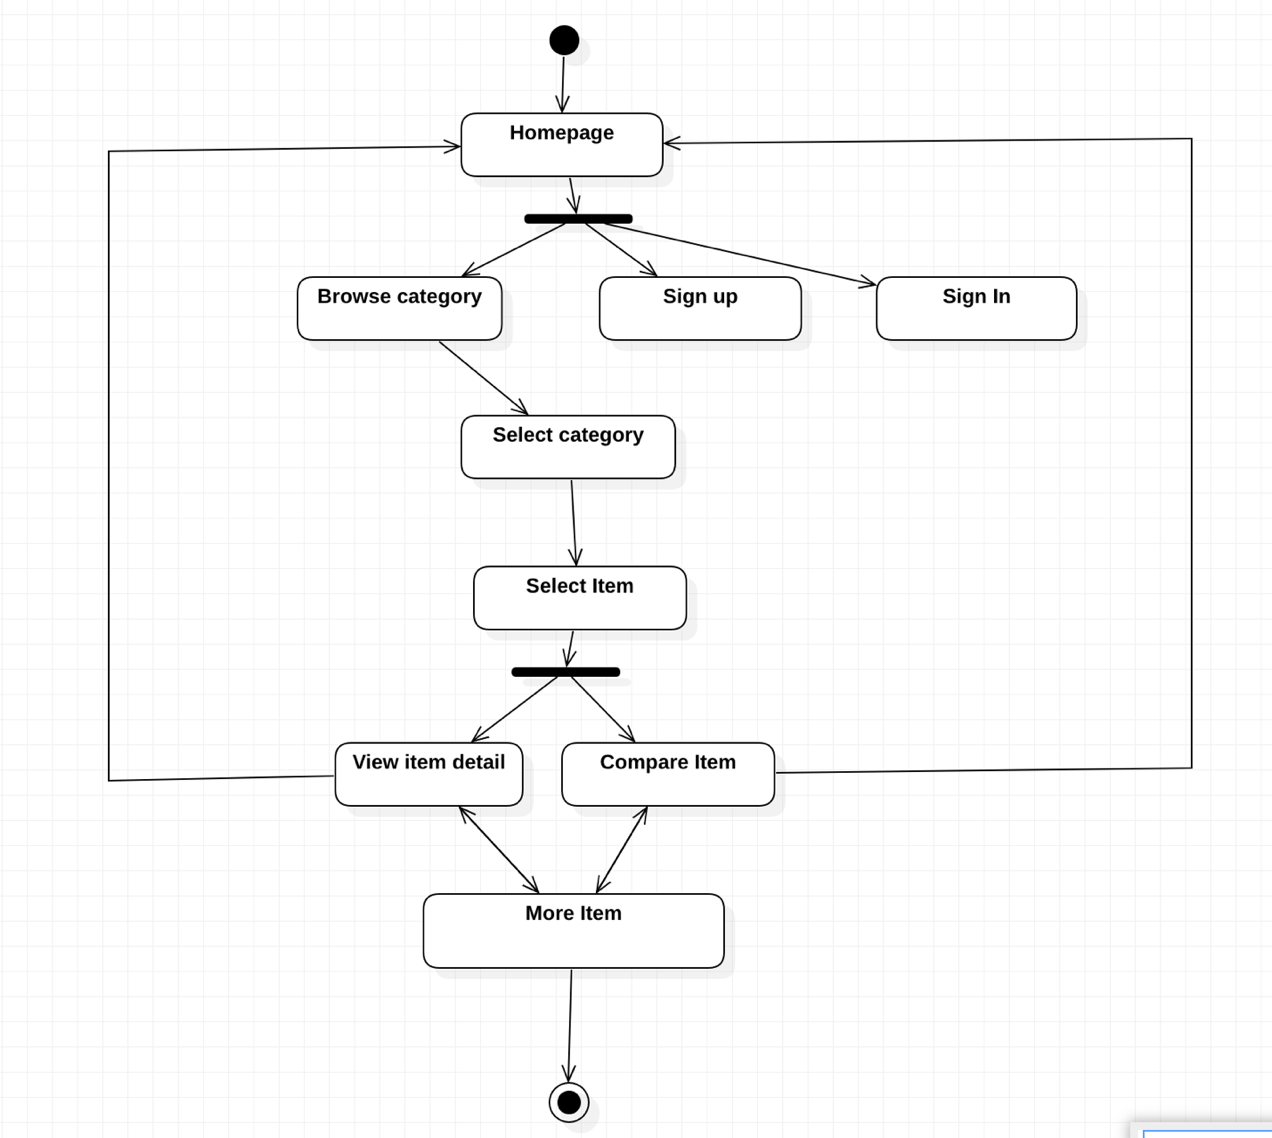 Homepage
Browse category
Sign up
Sign In
Select category
Select Item
View item detail
Compare Item
More Item